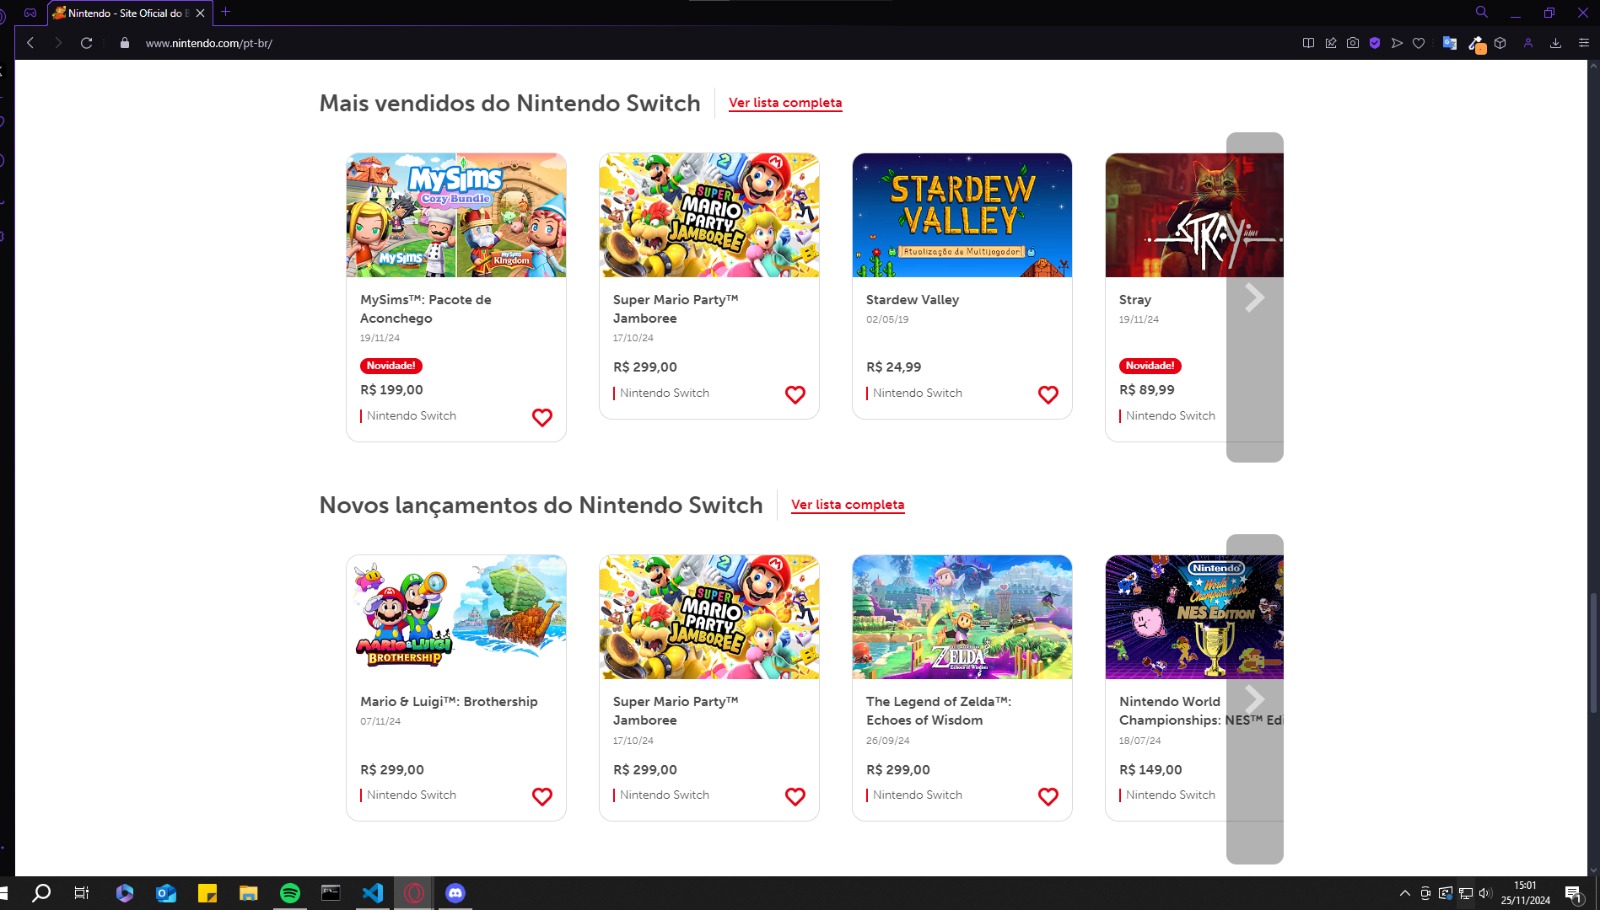 Nintendo - Site Oficial do B
www.nintendo.com/pt-br/
Mais vendidos do Nintendo Switch
Ver lista completa
MySims
Cozy Bundle
MySims
MySims
Kingdom
MySims™: Pacote de
Aconchego
19/11/24
Novidade!
R$ 199,00
Nintendo Switch
SUPER
MARIO
PARTY
JAMBOREE
Super Mario Party™
Jamboree
17/10/24
R$ 299,00
Nintendo Switch
STARDEW
VALLEY
Atualização de Multijogador
Stardew Valley
02/05/19
R$ 24,99
Nintendo Switch
STRAY
Stray
19/11/24
Novidade!
R$ 89,99
Nintendo Switch
Novos lançamentos do Nintendo Switch
Ver lista completa
MARIO & LUIGI
BROTHERSHIP
Mario & Luigi™: Brothership
07/11/24
R$ 299,00
Nintendo Switch
SUPER
MARIO
PARTY
JAMBOREE
Super Mario Party™
Jamboree
17/10/24
R$ 299,00
Nintendo Switch
ZELDA
Echoes of Wisdom
The Legend of Zelda™:
Echoes of Wisdom
26/09/24
R$ 299,00
Nintendo Switch
Nintendo
World
Championships
NES EDITION
Nintendo World
Championships: NES™ Edi
18/07/24
R$ 149,00
Nintendo Switch
15:01
25/11/2024